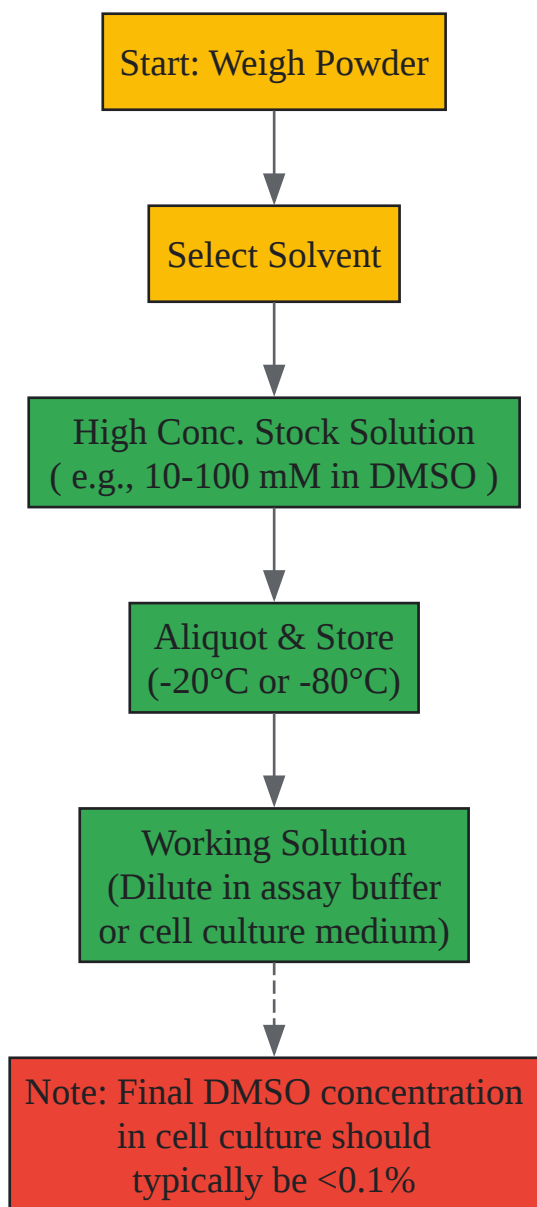 Start: Weigh Powder
Select Solvent
High Conc. Stock Solution
( e.g., 10-100 mM in DMSO )
Aliquot & Store
(-20°C or -80°C)
Working Solution
(Dilute in assay buffer
or cell culture medium)
Note: Final DMSO concentration
in cell culture should
typically be <0.1%